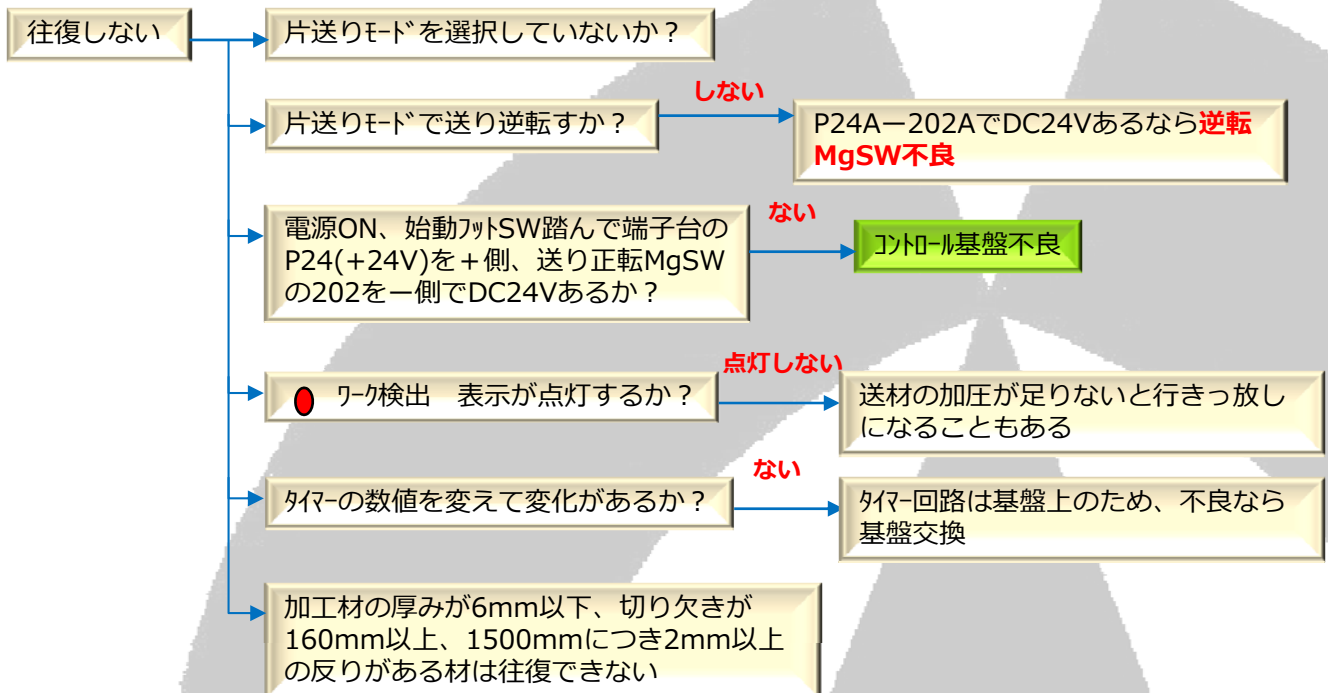 往復しない
片送りﾓｰﾄﾞを選択していないか？
片送りﾓｰﾄﾞで送り逆転すか？
しない
P24Aー202AでDC24Vあるなら逆転
MgSW不良
電源ON、始動ﾌｯﾄSW踏んで端子台の
P24(+24V)を＋側、送り正転MgSW
の202をー側でDC24Vあるか？
ない
ｺﾝﾄﾛｰﾙ基盤不良
ﾜｰｸ検出　表示が点灯するか？
点灯しない
送材の加圧が足りないと行きっ放し
になることもある
ﾀｲﾏｰの数値を変えて変化があるか？
ない
ﾀｲﾏｰ回路は基盤上のため、不良なら
基盤交換
加工材の厚みが6mm以下、切り欠きが
160mm以上、1500mmにつき2mm以上
の反りがある材は往復できない